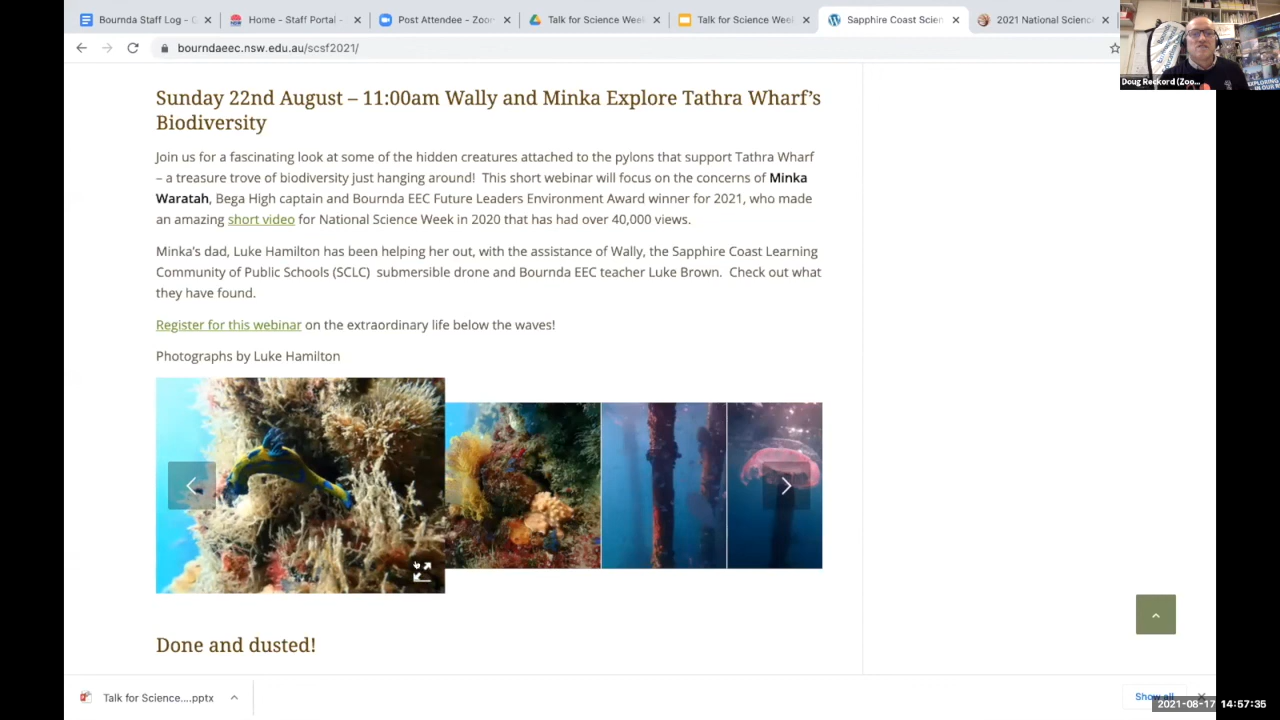 Bournda Staff Log - G
Home - Staff Portal -
Post Attendee - Zoom
Talk for Science Week
Talk for Science Week
Sapphire Coast Scien
2021 National Science
bourndaeec.nsw.edu.au/scsf2021/
Doug Reckord (Zoo...
Sunday 22nd August – 11:00am Wally and Minka Explore Tathra Wharf's
Biodiversity
Join us for a fascinating look at some of the hidden creatures attached to the pylons that support Tathra Wharf
– a treasure trove of biodiversity just hanging around! This short webinar will focus on the concerns of Minka
Waratah, Bega High captain and Bournda EEC Future Leaders Environment Award winner for 2021, who made
an amazing short video for National Science Week in 2020 that has had over 40,000 views.
Minka's dad, Luke Hamilton has been helping her out, with the assistance of Wally, the Sapphire Coast Learning
Community of Public Schools (SCLC) submersible drone and Bournda EEC teacher Luke Brown. Check out what
they have found.
Register for this webinar on the extraordinary life below the waves!
Photographs by Luke Hamilton
Done and dusted!
Talk for Science....pptx
Show all
2021-08-17 14:57:35